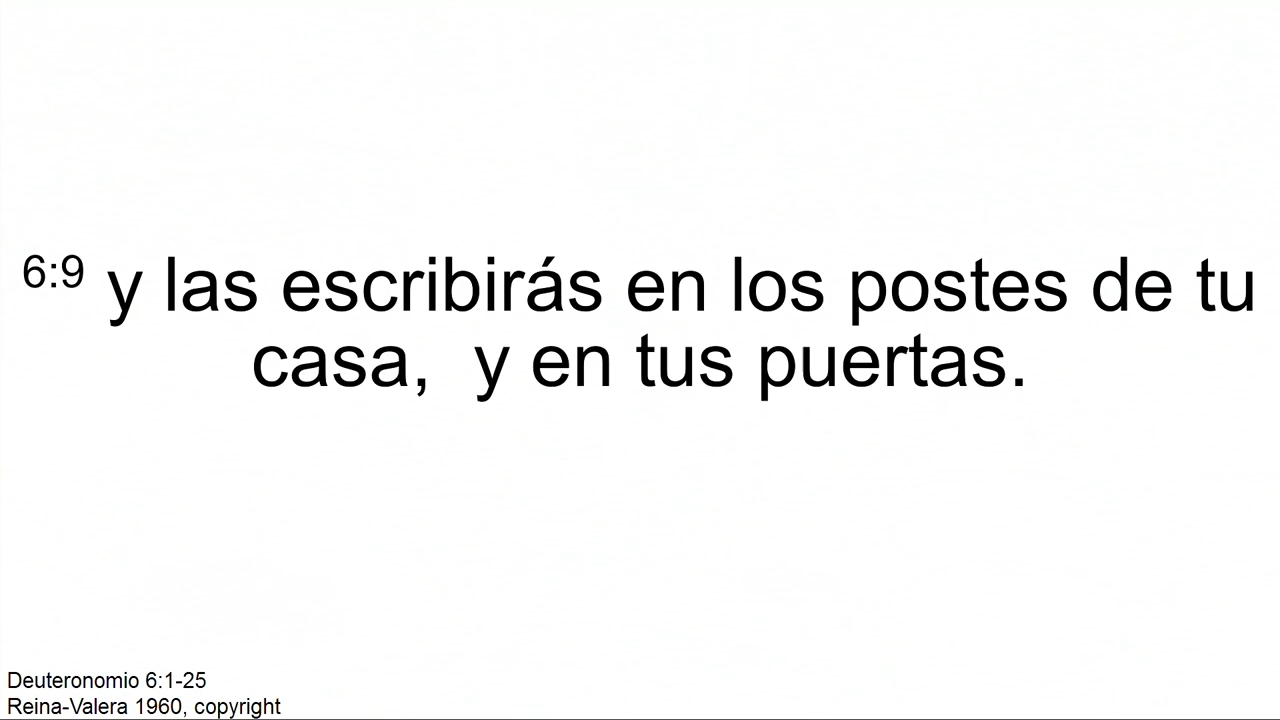 6:9 y las escribirás en los postes de tu
casa,  y en tus puertas.
Deuteronomio 6:1-25
Reina-Valera 1960, copyright